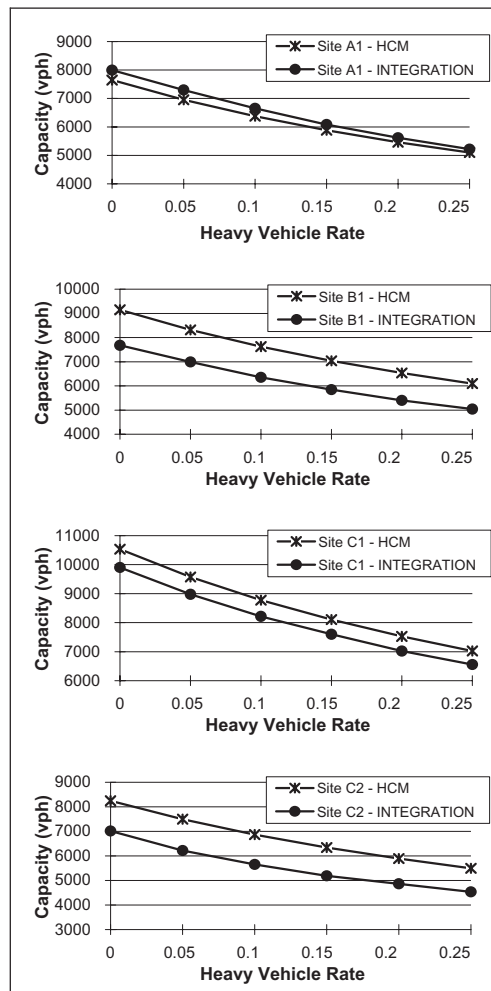 9000
8000
7000
6000
5000
4000
Capacity (vph)
Site A1 - HCM
Site A1 - INTEGRATION
0 0.05 0.1 0.15 0.2 0.25
Heavy Vehicle Rate
10000
9000
8000
7000
6000
5000
4000
Capacity (vph)
Site B1 - HCM
Site B1 - INTEGRATION
0 0.05 0.1 0.15 0.2 0.25
Heavy Vehicle Rate
11000
10000
9000
8000
7000
6000
Capacity (vph)
Site C1 - HCM
Site C1 - INTEGRATION
0 0.05 0.1 0.15 0.2 0.25
Heavy Vehicle Rate
9000
8000
7000
6000
5000
4000
3000
Capacity (vph)
Site C2 - HCM
Site C2 - INTEGRATION
0 0.05 0.1 0.15 0.2 0.25
Heavy Vehicle Rate